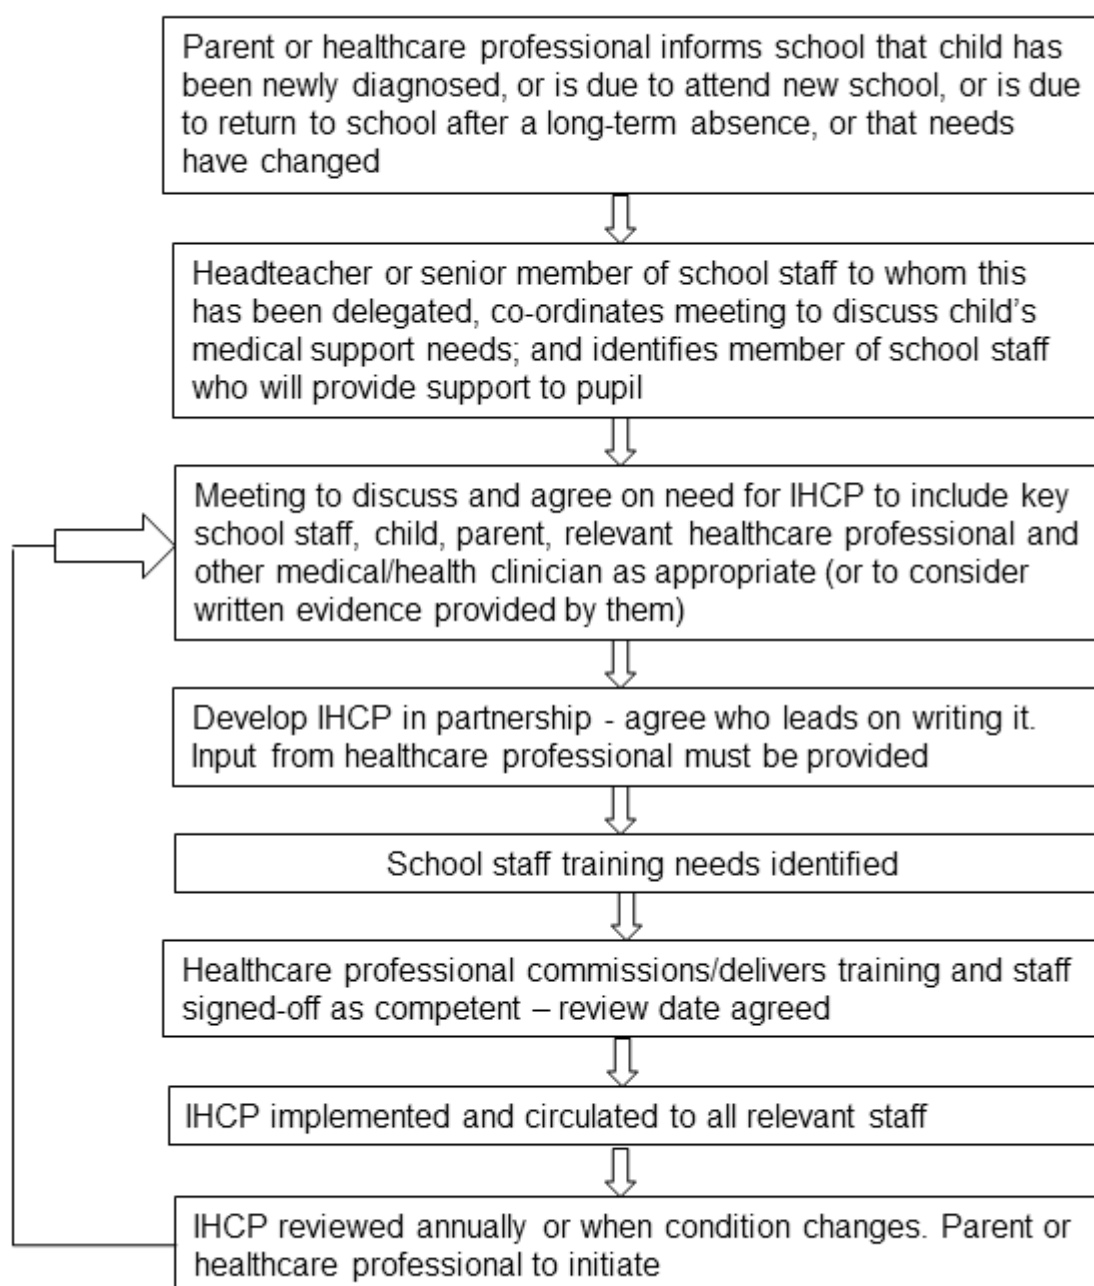 Parent or healthcare professional informs school that child has
been newly diagnosed, or is due to attend new school, or is due
to return to school after a long-term absence, or that needs
have changed
Headteacher or senior member of school staff to whom this
has been delegated, co-ordinates meeting to discuss child's
medical support needs; and identifies member of school staff
who will provide support to pupil
Meeting to discuss and agree on need for IHCP to include key
school staff, child, parent, relevant healthcare professional and
other medical/health clinician as appropriate (or to consider
written evidence provided by them)
Develop IHCP in partnership - agree who leads on writing it.
Input from healthcare professional must be provided
School staff training needs identified
Healthcare professional commissions/delivers training and staff
signed-off as competent – review date agreed
IHCP implemented and circulated to all relevant staff
IHCP reviewed annually or when condition changes. Parent or
healthcare professional to initiate